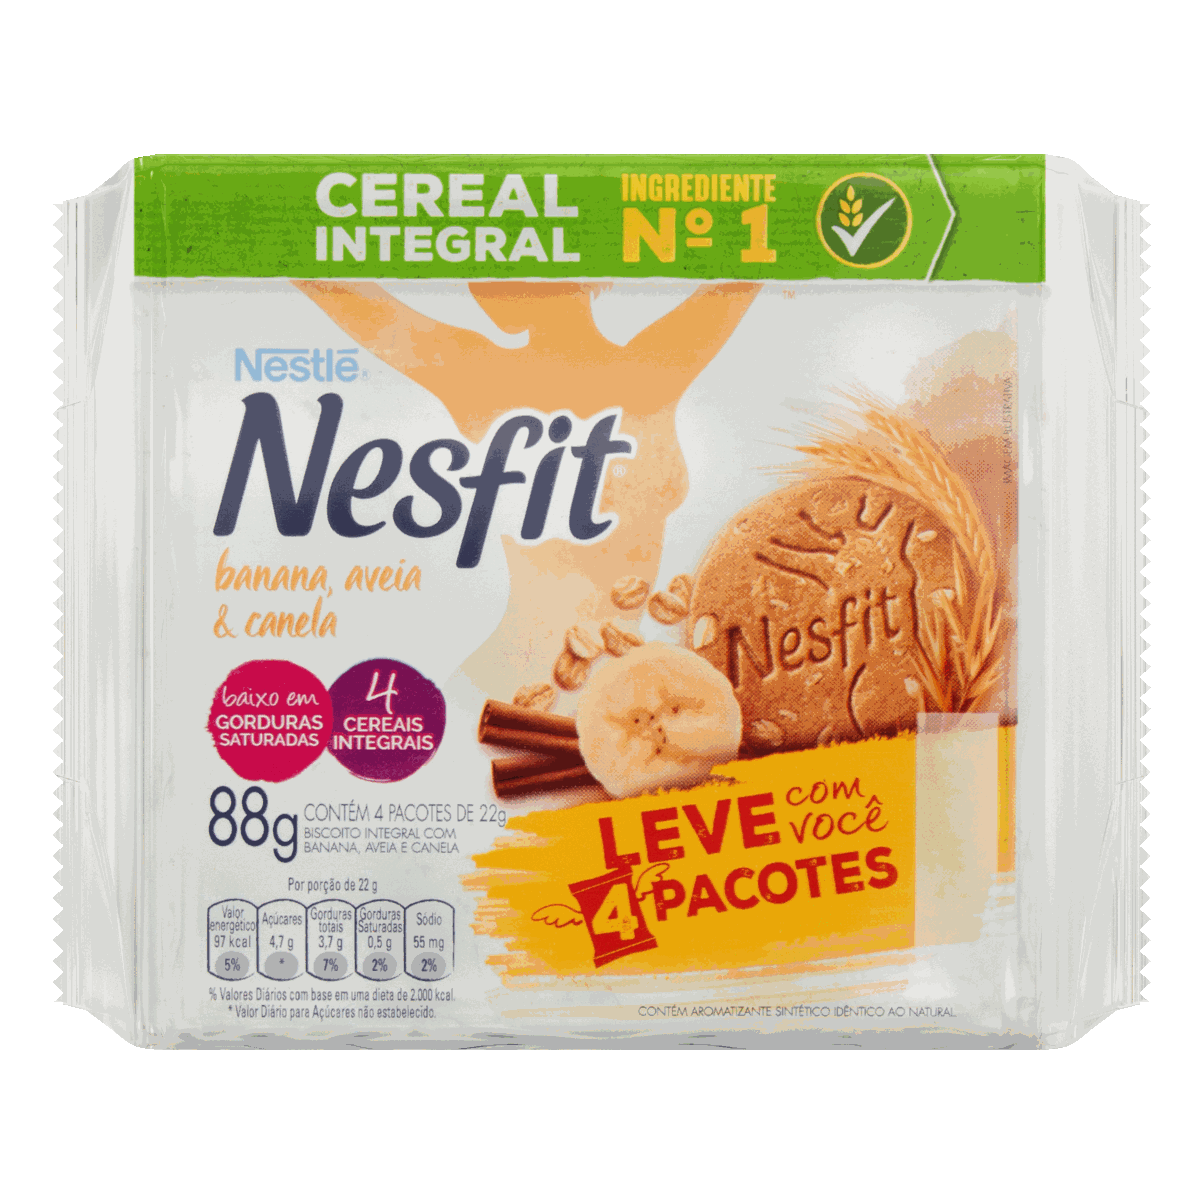 CEREAL
INTEGRAL
INGREDIENTE
Nº 1
TM
Nestlé®
Nesfit®
banana, aveia
& canela
Nesfit
baixo em
GORDURAS
SATURADAS
4
CEREAIS
INTEGRAIS
88g
CONTÉM 4 PACOTES DE 22g
BISCOITO INTEGRAL COM
BANANA, AVEIA E CANELA
LEVE com
você
4 PACOTES
Por porção de 22 g
Valor
energético
97 kcal
5%
Açúcares
4,7 g
*
Gorduras
totais
3,7 g
7%
Gorduras
Saturadas
0,5 g
2%
Sódio
55 mg
2%
% Valores Diários com base em uma dieta de 2.000 kcal.
* Valor Diário para Açúcares não estabelecido.
CONTÉM AROMATIZANTE SINTÉTICO IDÊNTICO AO NATURAL.